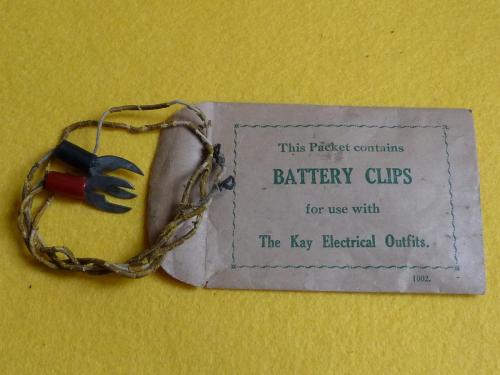 This Packet contains
BATTERY CLIPS
for use with
The Kay Electrical Outfits.
1002.